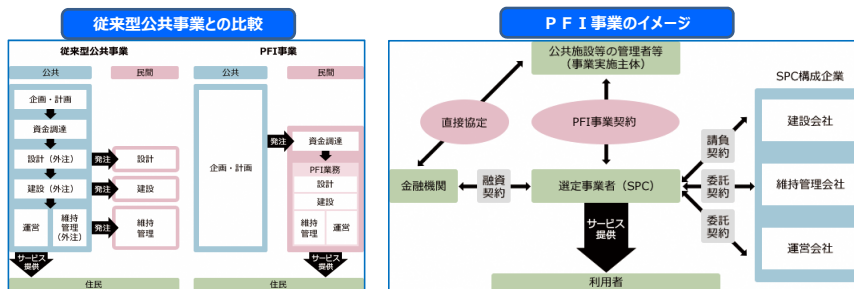 従来型公共事業との比較
従来型公共事業
PFI事業
公共
民間
公共
民間
企画・計画
資金調達
設計（外注）
発注
設計
建設（外注）
発注
建設
運営
維持
管理
（外注）
発注
維持
管理
サービス
提供
企画・計画
発注
資金調達
PFI業務
設計
建設
維持
管理
運営
サービス
提供
住民
住民
ＰＦＩ事業のイメージ
公共施設等の管理者等
（事業実施主体）
直接協定
PFI事業契約
金融機関
融資
契約
選定事業者（SPC）
サービス
提供
利用者
SPC構成企業
請負
契約
建設会社
委託
契約
維持管理会社
委託
契約
運営会社